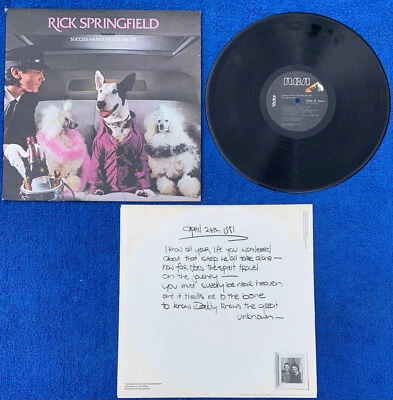 RICK SPRINGFIELD
SUCCESS HASN'T SPOILED ME YET
RCA
Victor
April 24th 1981
I know all your life you wondered
about that step we all take alone—
how far does the spirit travel
on the journey —
you must surely be near heaven
and it thrills me to the bone
to know Daddy knows the great
unknown —